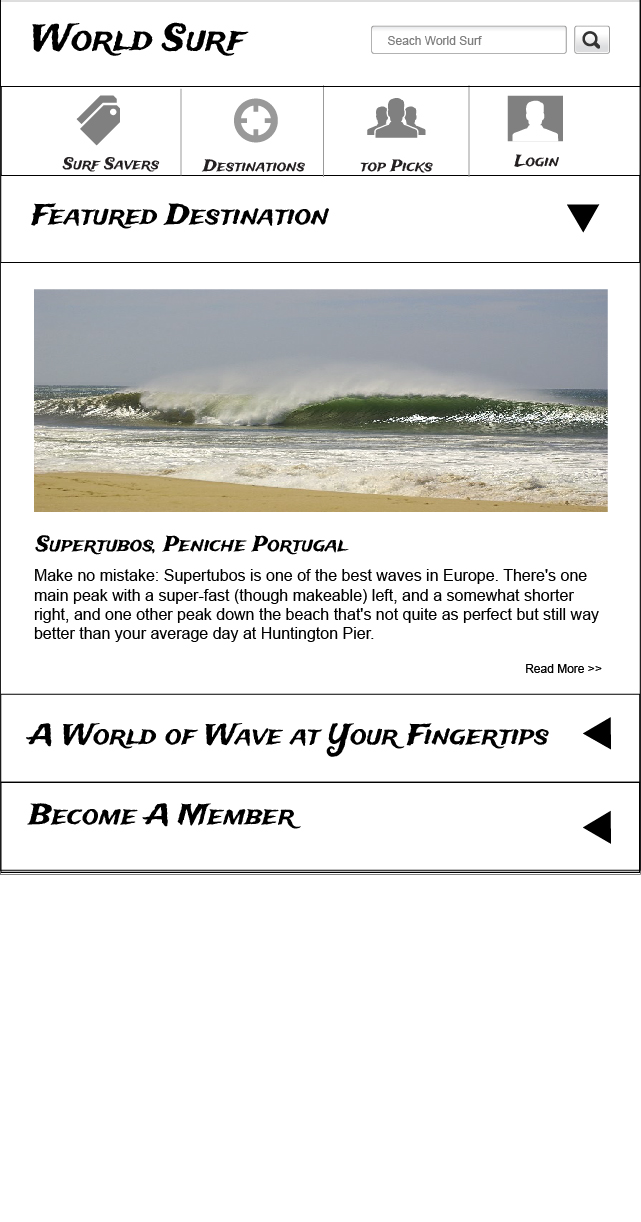 World Surf
Seach World Surf
Surf Savers
Destinations
top Picks
Login
Featured Destination
Supertubos, Peniche Portugal
Make no mistake: Supertubos is one of the best waves in Europe. There's one
main peak with a super-fast (though makeable) left, and a somewhat shorter
right, and one other peak down the beach that's not quite as perfect but still way
better than your average day at Huntington Pier.
Read More >>
A World of Wave at Your Fingertips
Become A Member